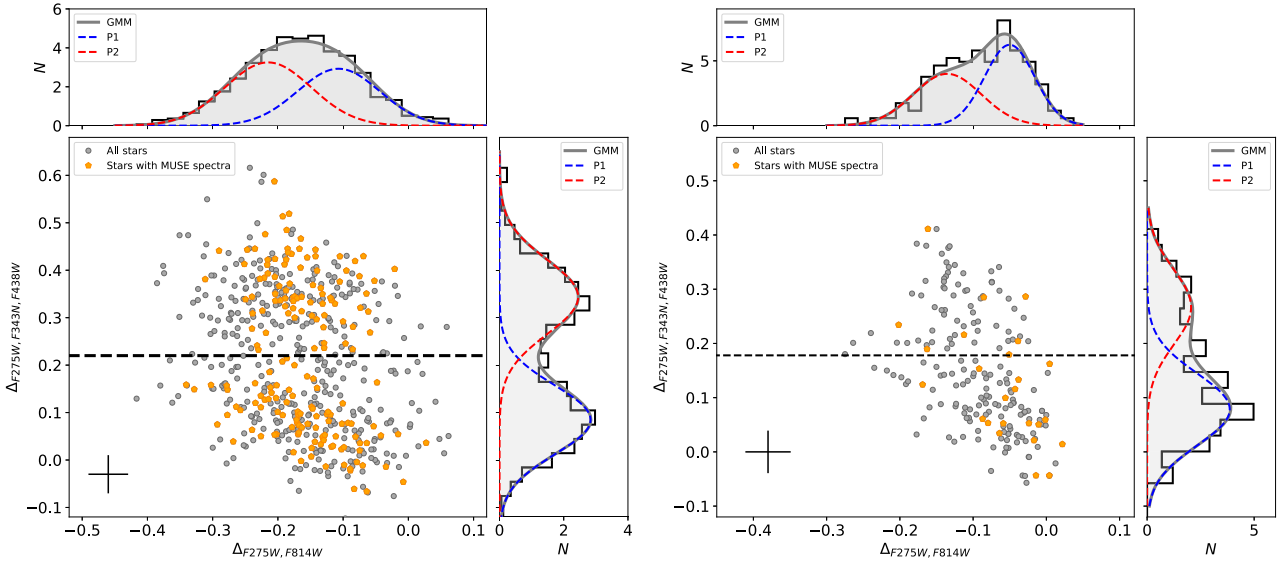 GMM
P1
P2
N
6
4
2
0
All stars
Stars with MUSE spectra
GMM
P1
P2
Δ_{F275W, F343N, F438W}
0.6
0.5
0.4
0.3
0.2
0.1
0.0
−0.1
−0.5 −0.4 −0.3 −0.2 −0.1 0.0
Δ_{F275W, F814W}
0 2 4
N
GMM
P1
P2
N
5
0
All stars
Stars with MUSE spectra
GMM
P1
P2
Δ_{F275W, F343N, F438W}
0.5
0.4
0.3
0.2
0.1
0.0
−0.1
−0.4 −0.3 −0.2 −0.1 0.0 0.1
Δ_{F275W, F814W}
0 5
N